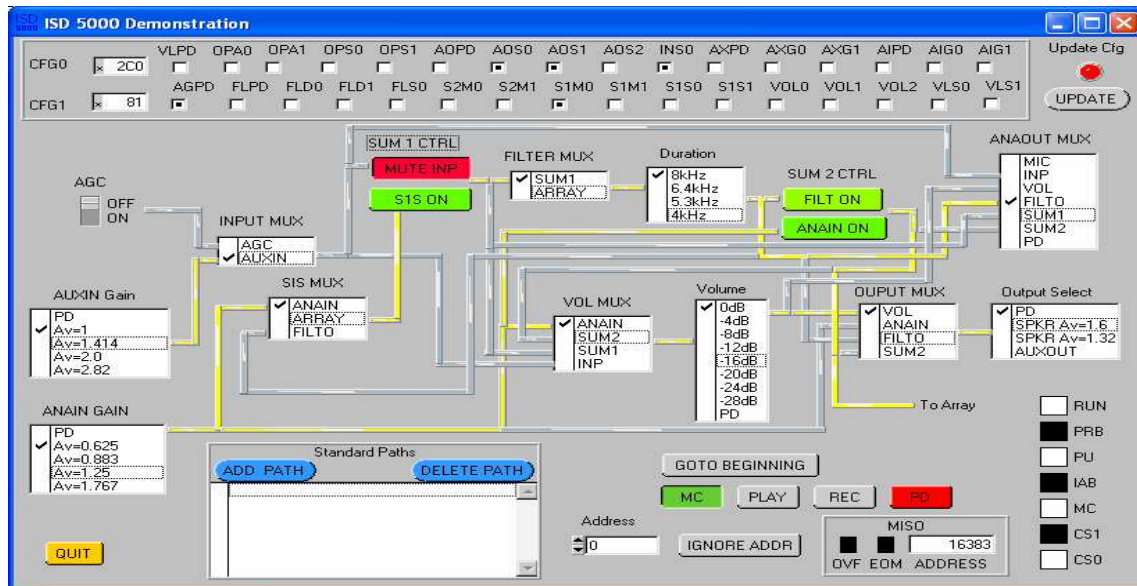 ISD 5000 Demonstration
VLPD OPA0 OPA1 OPS0 OPS1 AOPD AOS0 AOS1 AOS2 INS0 AXPD AXG0 AXG1 AIPD AIG0 AIG1
Update Cfg
CFG0 x 2C0
AGPD FLPD FLD0 FLD1 FLS0 S2M0 S2M1 S1M0 S1M1 S1S0 S1S1 VOL0 VOL1 VOL2 VLS0 VLS1
CFG1 x 81
UPDATE
SUM 1 CTRL
MUTE INP
S1S ON
FILTER MUX
SUM1
ARRAY
Duration
8kHz
6.4kHz
5.3kHz
4kHz
SUM 2 CTRL
FILT ON
ANAIN ON
ANAOUT MUX
MIC
INP
VOL
FILTO
SUM1
SUM2
PD
AGC
OFF
ON
INPUT MUX
AGC
AUXIN
SIS MUX
ANAIN
ARRAY
FILTO
AUXIN Gain
PD
Av=1
Av=1.414
Av=2.0
Av=2.82
VOL MUX
ANAIN
SUM2
SUM1
INP
Volume
0dB
-4dB
-8dB
-12dB
-16dB
-20dB
-24dB
-28dB
PD
OUPUT MUX
VOL
ANAIN
FILTO
SUM2
Output Select
PD
SPKR Av=1.6
SPKR Av=1.32
AUXOUT
ANAIN GAIN
PD
Av=0.625
Av=0.883
Av=1.25
Av=1.767
To Array
Standard Paths
ADD PATH
DELETE PATH
GOTO BEGINNING
MC
PLAY
REC
PD
Address
0
IGNORE ADDR
MISO
16383
OVF EOM ADDRESS
RUN
PRB
PU
IAB
MC
CS1
CS0
QUIT